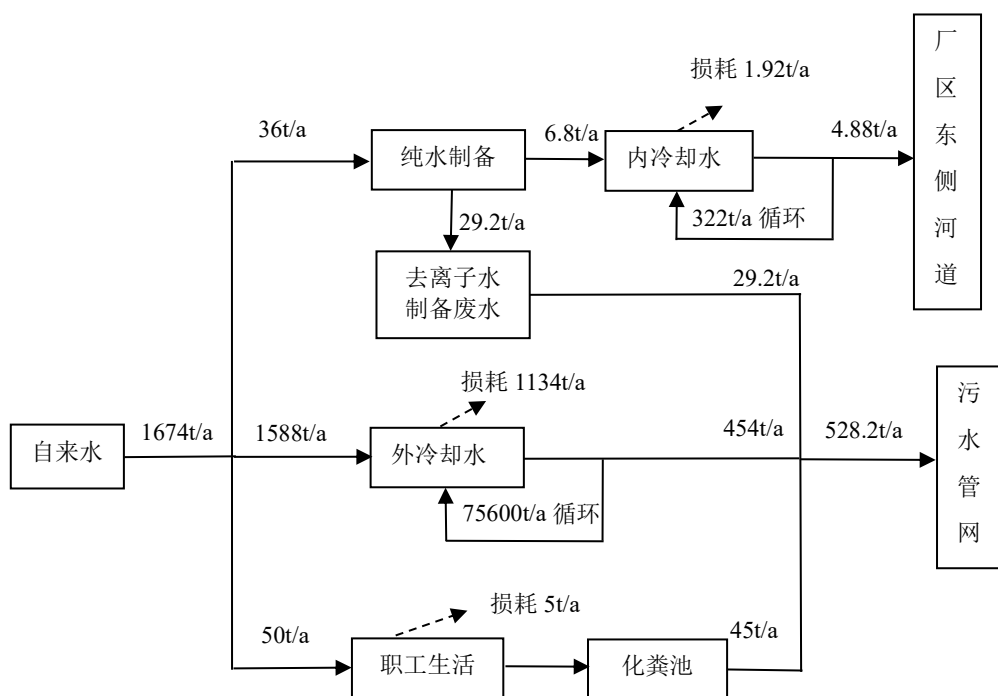 损耗 1.92t/a
36t/a
纯水制备
6.8t/a
内冷却水
4.88t/a
厂
区
东
侧
河
道
322t/a 循环
29.2t/a
去离子水
制备废水
29.2t/a
损耗 1134t/a
自来水
1674t/a
1588t/a
外冷却水
454t/a
528.2t/a
污
水
管
网
75600t/a 循环
损耗 5t/a
50t/a
职工生活
化粪池
45t/a